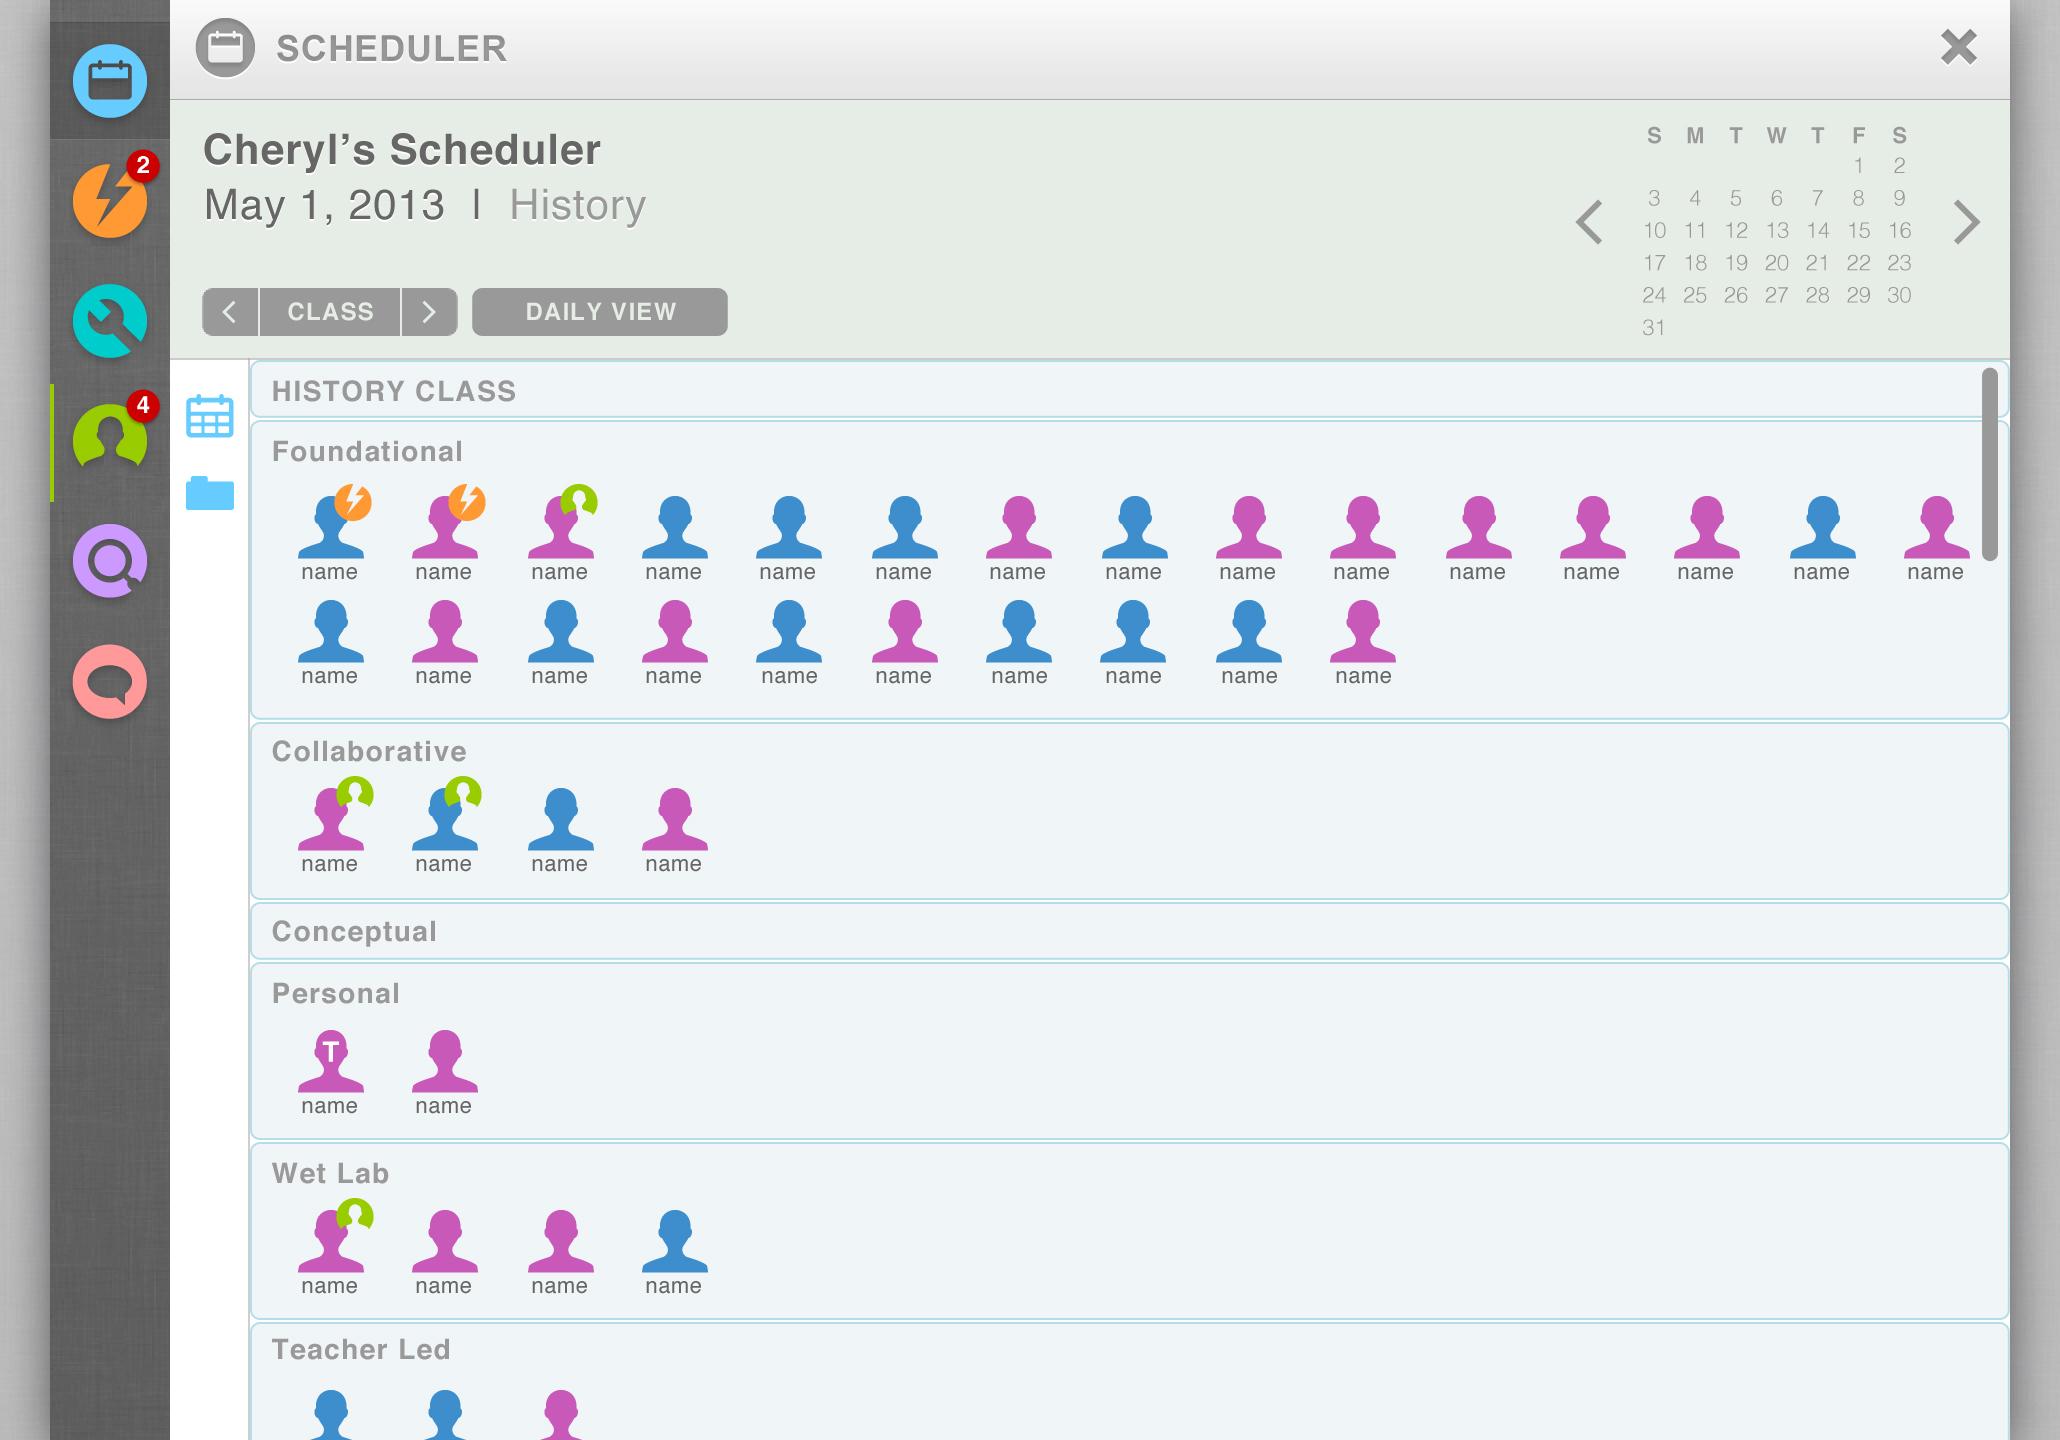 SCHEDULER
2
4
Cheryl’s Scheduler
May 1, 2013 | History
CLASS
DAILY VIEW
S M T W T F S
1 2
3 4 5 6 7 8 9
10 11 12 13 14 15 16
17 18 19 20 21 22 23
24 25 26 27 28 29 30
31
HISTORY CLASS
Foundational
name name name name name name name name name name name name name name name
name name name name name name name name name name
Collaborative
name name name name
Conceptual
Personal
T
name name
Wet Lab
name name name name
Teacher Led